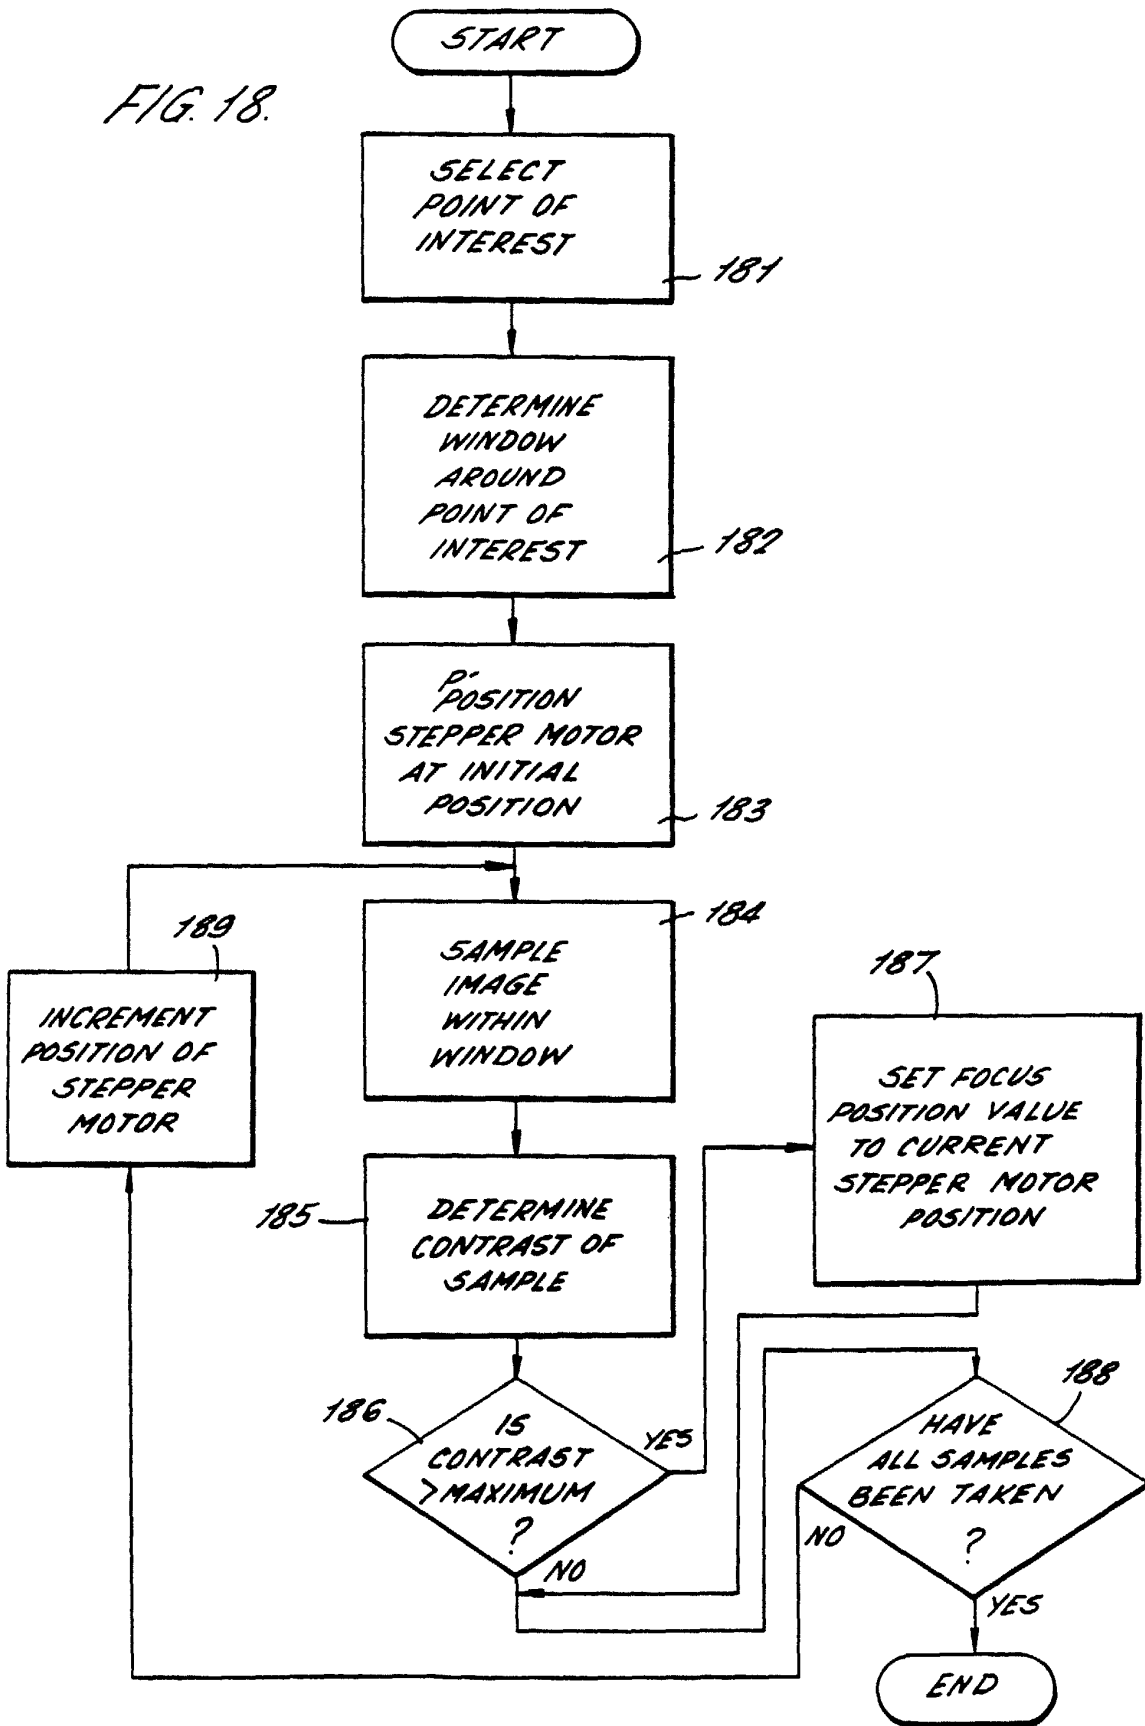 START
FIG. 18.
SELECT
POINT OF
INTEREST
181
DETERMINE
WINDOW
AROUND
POINT OF
INTEREST
182
P-
POSITION
STEPPER MOTOR
AT INITIAL
POSITION
183
184
SAMPLE
IMAGE
WITHIN
WINDOW
189
INCREMENT
POSITION OF
STEPPER
MOTOR
187
SET FOCUS
POSITION VALUE
TO CURRENT
STEPPER MOTOR
POSITION
185
DETERMINE
CONTRAST OF
SAMPLE
186
IS
CONTRAST
>MAXIMUM
?
YES
NO
188
HAVE
ALL SAMPLES
BEEN TAKEN
?
NO
YES
END